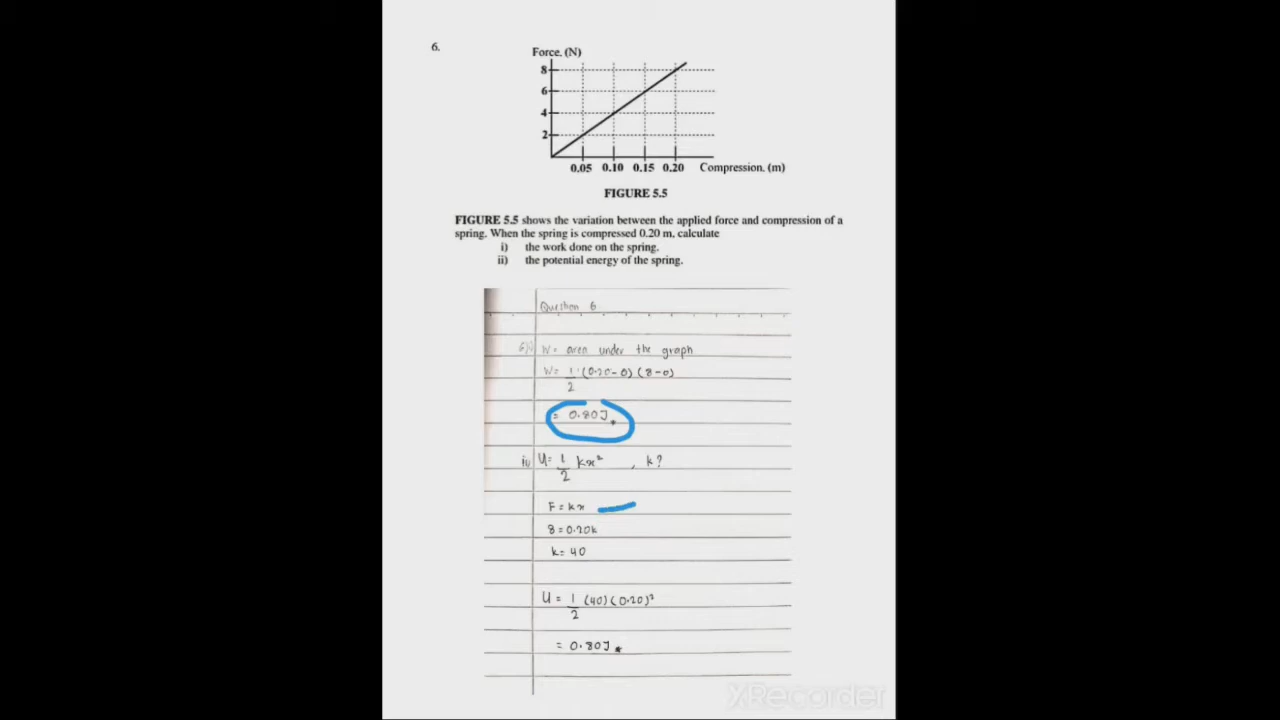 6.
Force. (N)
8
6
4
2
0.05 0.10 0.15 0.20 Compression. (m)
FIGURE 5.5
FIGURE 5.5 shows the variation between the applied force and compression of a
spring. When the spring is compressed 0.20 m, calculate
i) the work done on the spring.
ii) the potential energy of the spring.
Question 6
6)i) W = area under the graph
W = 1/2 (0.20 - 0) (8 - 0)
= 0.80J
ii) U = 1/2 kx² , k?
F = kx
8 = 0.20k
k = 40
U = 1/2 (40) (0.20)²
= 0.80J
XRecorder